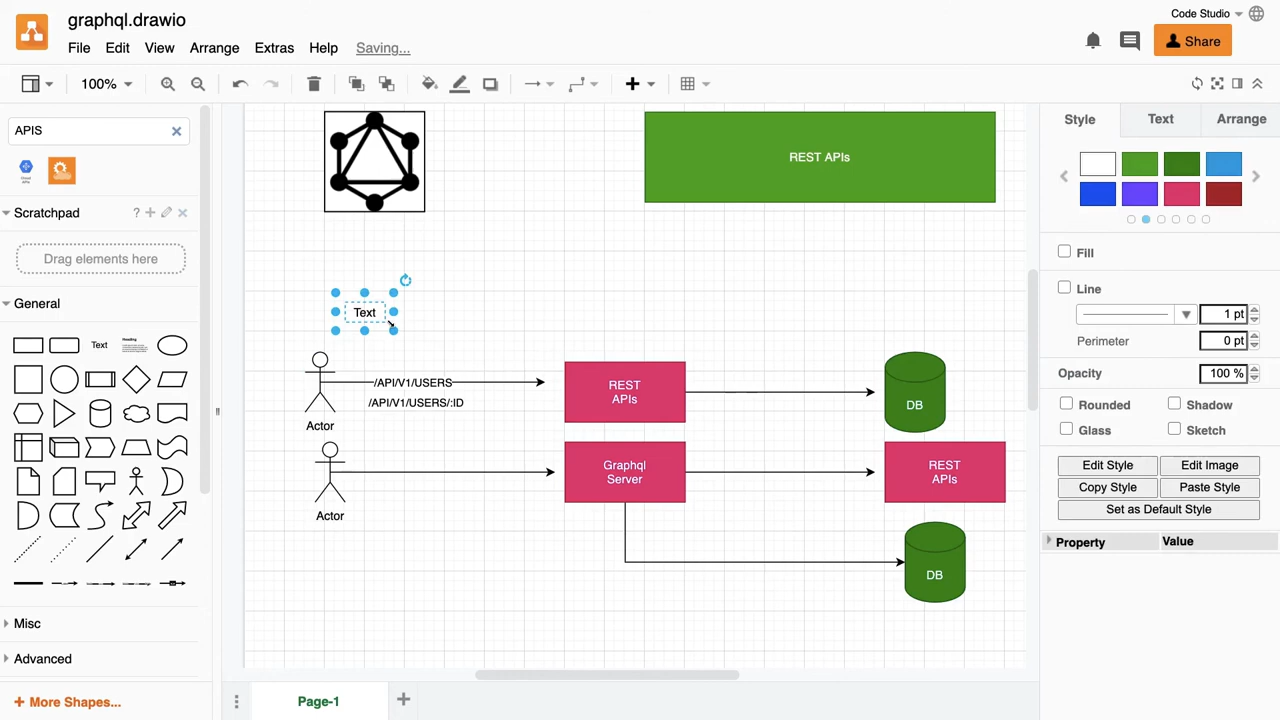 graphql.drawio
Code Studio
File Edit View Arrange Extras Help Saving...
Share
100%
APIS
Scratchpad
?
Drag elements here
General
Text
Heading
Misc
Advanced
+ More Shapes...
REST APIs
Text
Actor
/API/V1/USERS
/API/V1/USERS/:ID
REST
APIs
DB
Actor
Graphql
Server
REST
APIs
DB
Page-1
Style Text Arrange
Fill
Line
1 pt
Perimeter
0 pt
Opacity
100 %
Rounded Shadow
Glass Sketch
Edit Style Edit Image
Copy Style Paste Style
Set as Default Style
Property Value